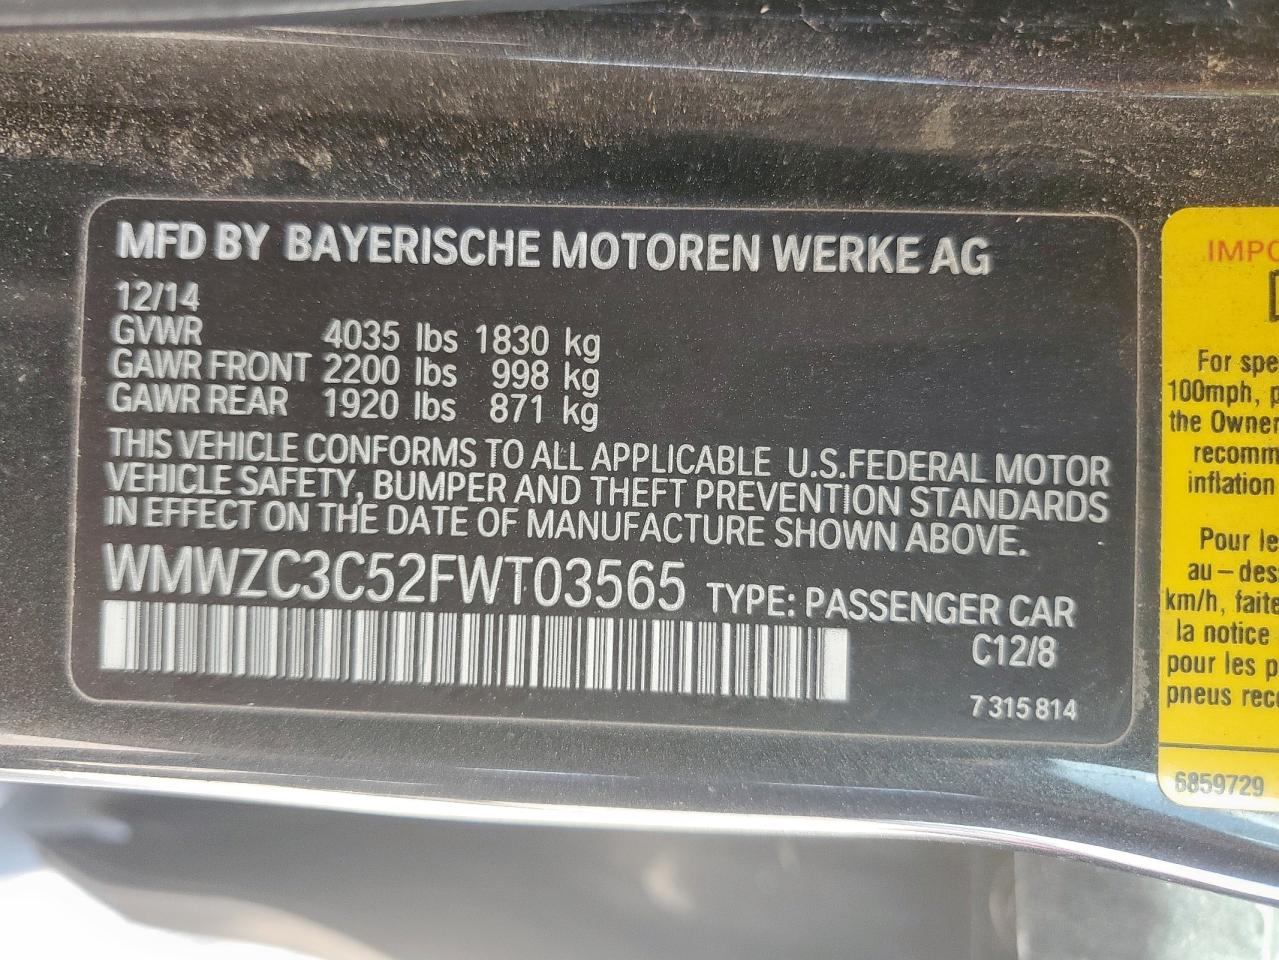 MFD BY BAYERISCHE MOTOREN WERKE AG
12/14
GVWR 4035 lbs 1830 kg
GAWR FRONT 2200 lbs 998 kg
GAWR REAR 1920 lbs 871 kg
THIS VEHICLE CONFORMS TO ALL APPLICABLE U.S.FEDERAL MOTOR
VEHICLE SAFETY, BUMPER AND THEFT PREVENTION STANDARDS
IN EFFECT ON THE DATE OF MANUFACTURE SHOWN ABOVE.
WMWZC3C52FWT03565 TYPE: PASSENGER CAR
C12/8
7 315 814
IMPO
For spe
100mph, p
the Owner
recomm
inflation
Pour le
au – des
km/h, faite
la notice
pour les p
pneus reco
6859729